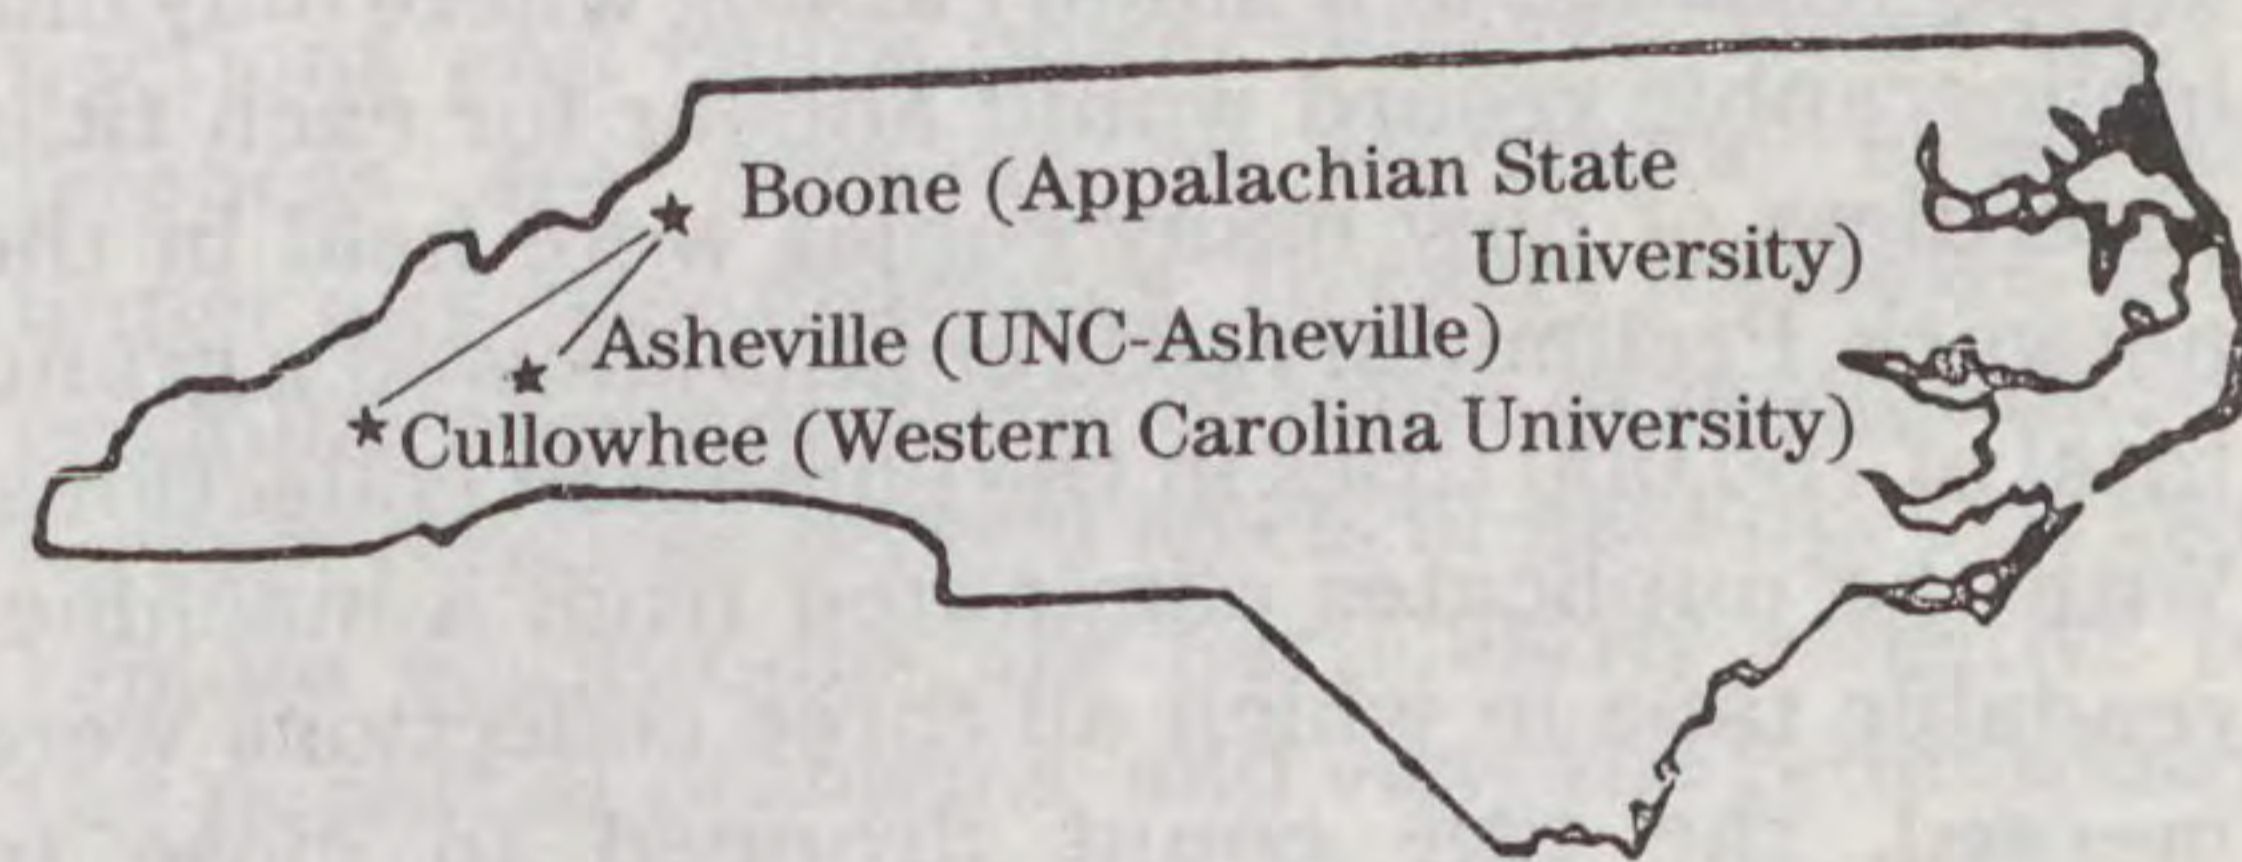 Boone (Appalachian State
University)
Asheville (UNC-Asheville)
Cullowhee (Western Carolina University)